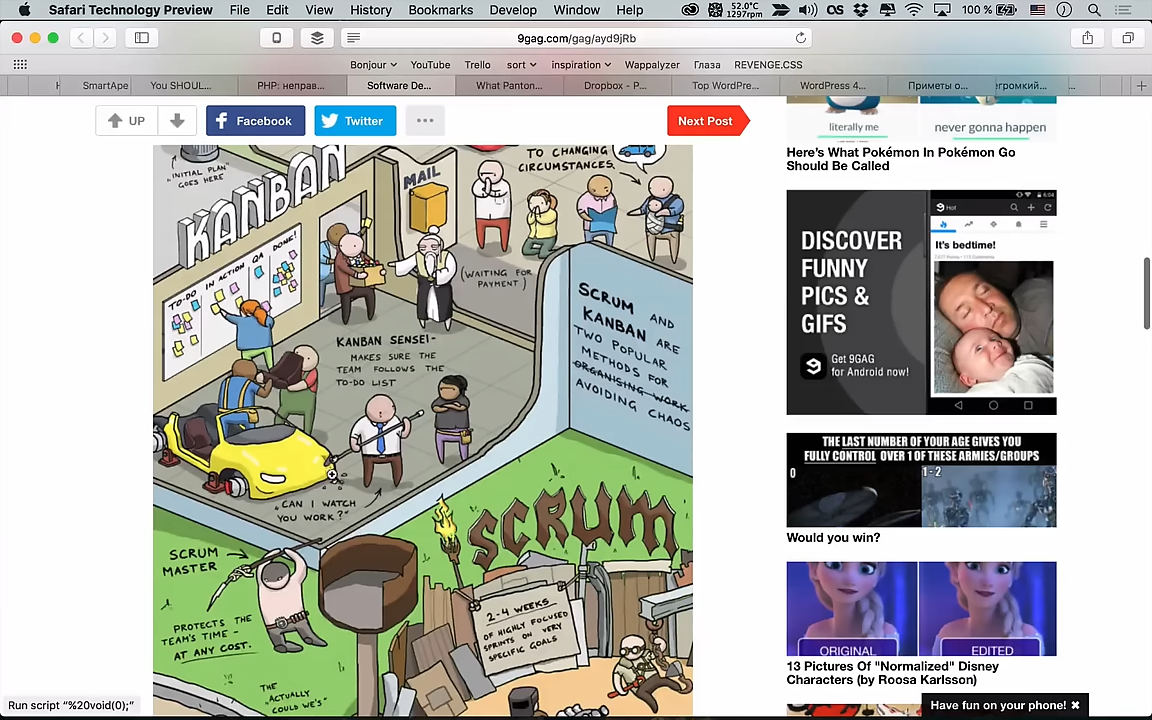 Safari Technology Preview File Edit View History Bookmarks Develop Window Help
52.0°C
1297rpm
100 %
9gag.com/gag/ayd9jRb
Bonjour YouTube Trello sort inspiration Wappalyzer Глаза REVENGE.CSS
SmartApe
You SHOUL...
PHP: неправ...
Software De...
What Panton...
Dropbox - P...
Top WordPre...
WordPress 4...
Приметы о...
егромкий...
UP
Facebook
Twitter
Next Post
"INITIAL PLAN"
GOES HERE
KANBAN
MAIL
TO CHANGING
CIRCUMSTANCES
TO-DO IN ACTION QA DONE!
(WAITING FOR
PAYMENT)
KANBAN SENSEI-
MAKES SURE THE
TEAM FOLLOWS THE
TO-DO LIST
SCRUM AND
KANBAN ARE
TWO POPULAR
METHODS FOR
ORGANISING WORK
AVOIDING CHAOS
"CAN I WATCH
YOU WORK?"
SCRUM
SCRUM
MASTER
PROTECTS THE
TEAM'S TIME -
AT ANY COST.
2-4 WEEKS
OF HIGHLY FOCUSED
SPRINTS ON VERY
SPECIFIC GOALS
THE
"ACTUALLY
COULD WE'S"
literally me
never gonna happen
Here's What Pokémon In Pokémon Go
Should Be Called
DISCOVER
FUNNY
PICS &
GIFS
Get 9GAG
for Android now!
6:04
Hot
It's bedtime!
THE LAST NUMBER OF YOUR AGE GIVES YOU
FULLY CONTROL OVER 1 OF THESE ARMIES/GROUPS
0
1-2
Would you win?
ORIGINAL
EDITED
13 Pictures Of "Normalized" Disney
Characters (by Roosa Karlsson)
Run script "%20void(0);"
Have fun on your phone! ✖